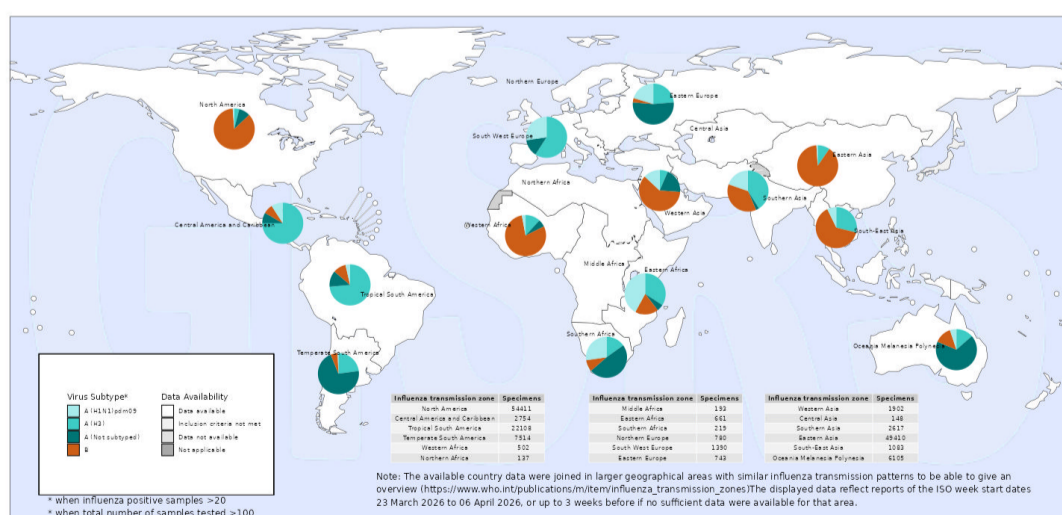 Northern Europe
Eastern Europe
North America
South West Europe
Central Asia
Eastern Asia
Northern Africa
Southern Asia
Western Asia
Central America and Caribbean
Western Africa
South-East Asia
Middle Africa
Eastern Africa
Tropical South America
Southern Africa
Oceania Melanesia Polynesia
Temperate South America
Virus Subtype*
A (H1N1)pdm09
A (H3)
A (Not subtyped)
B
Data Availability
Data available
Inclusion criteria not met
Data not available
Not applicable
* when influenza positive samples >20
* when total number of samples tested >100
Influenza transmission zone Specimens
North America 54411
Central America and Caribbean 2754
Tropical South America 22108
Temperate South America 7914
Western Africa 502
Northern Africa 137
Influenza transmission zone Specimens
Middle Africa 193
Eastern Africa 661
Southern Africa 219
Northern Europe 780
South West Europe 1390
Eastern Europe 743
Influenza transmission zone Specimens
Western Asia 1902
Central Asia 148
Southern Asia 2617
Eastern Asia 49410
South-East Asia 1083
Oceania Melanesia Polynesia 6105
Note: The available country data were joined in larger geographical areas with similar influenza transmission patterns to be able to give an
overview (https://www.who.int/publications/m/item/influenza_transmission_zones)The displayed data reflect reports of the ISO week start dates
23 March 2026 to 06 April 2026, or up to 3 weeks before if no sufficient data were available for that area.